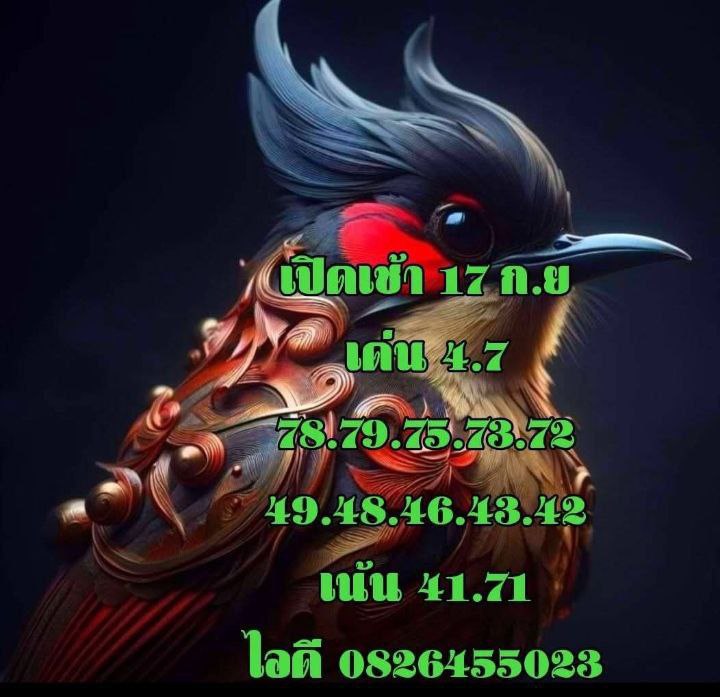 เปิดเช้า 17 ก.ย
เด่น 4.7
78.79.75.73.72
49.48.46.43.42
เน้น 41.71
ไอดี 0826455023